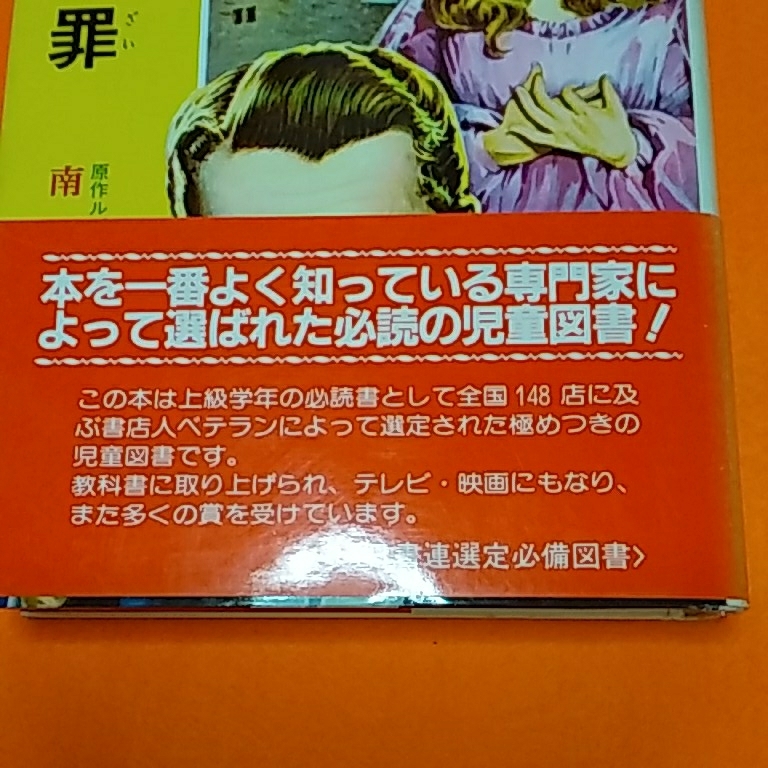 罪
ざい
原作ル
南
本を一番よく知っている専門家に
よって選ばれた必読の児童図書!
この本は上級学年の必読書として全国148店に及
ぶ書店人ベテランによって選定された極めつきの
児童図書です。
教科書に取り上げられ、テレビ・映画にもなり、
また多くの賞を受けています。
書連選定必備図書>